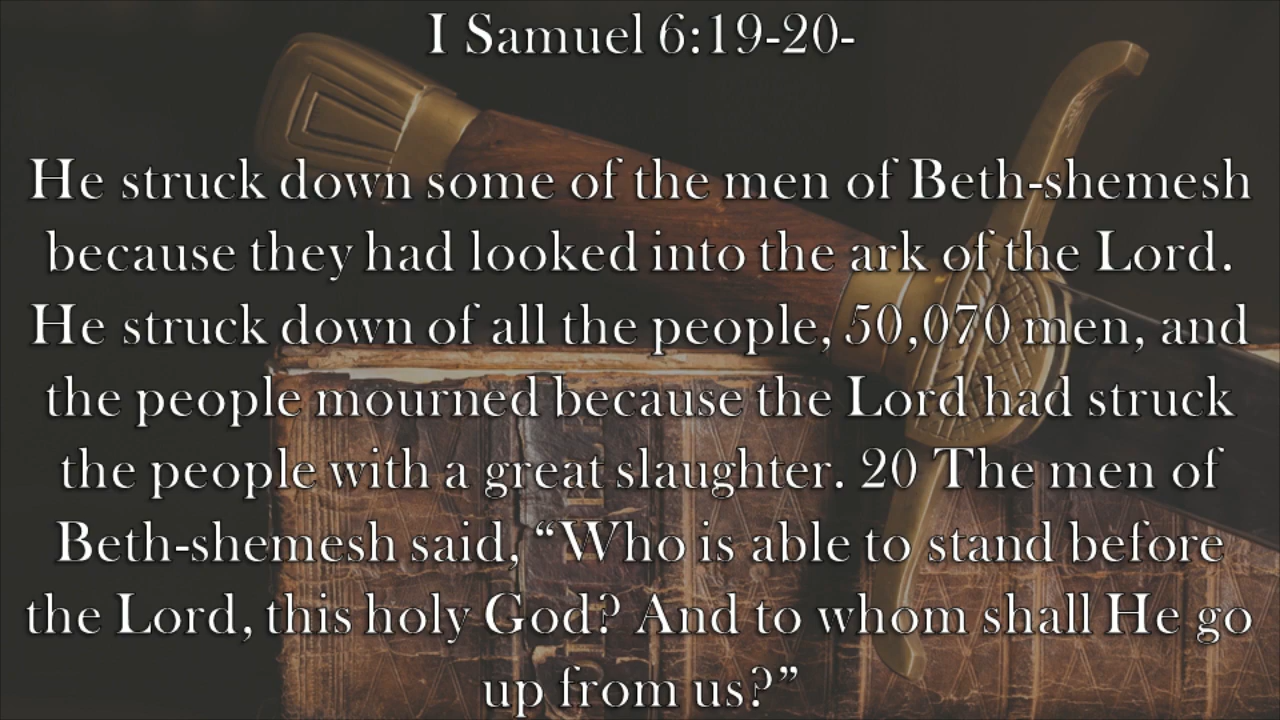 I Samuel 6:19-20-
He struck down some of the men of Beth-shemesh
because they had looked into the ark of the Lord.
He struck down of all the people, 50,070 men, and
the people mourned because the Lord had struck
the people with a great slaughter. 20 The men of
Beth-shemesh said, “Who is able to stand before
the Lord, this holy God? And to whom shall He go
up from us?”